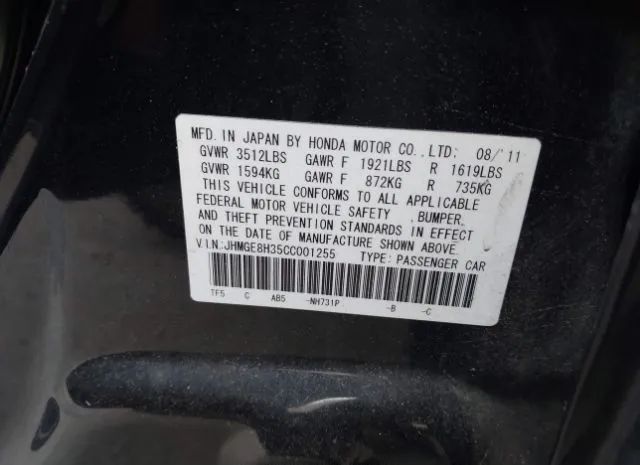 MFD. IN JAPAN BY HONDA MOTOR CO., LTD: 08/'11
GVWR 3512LBS GAWR F 1921LBS R 1619LBS
GVWR 1594KG GAWR F 872KG R 735KG
THIS VEHICLE CONFORMS TO ALL APPLICABLE
FEDERAL MOTOR VEHICLE SAFETY , BUMPER,
AND THEFT PREVENTION STANDARDS IN EFFECT
ON THE DATE OF MANUFACTURE SHOWN ABOVE.
V.I.N:JHMGE8H35CC001255 TYPE: PASSENGER CAR
TF5 C AB5 -NH731P -B -C